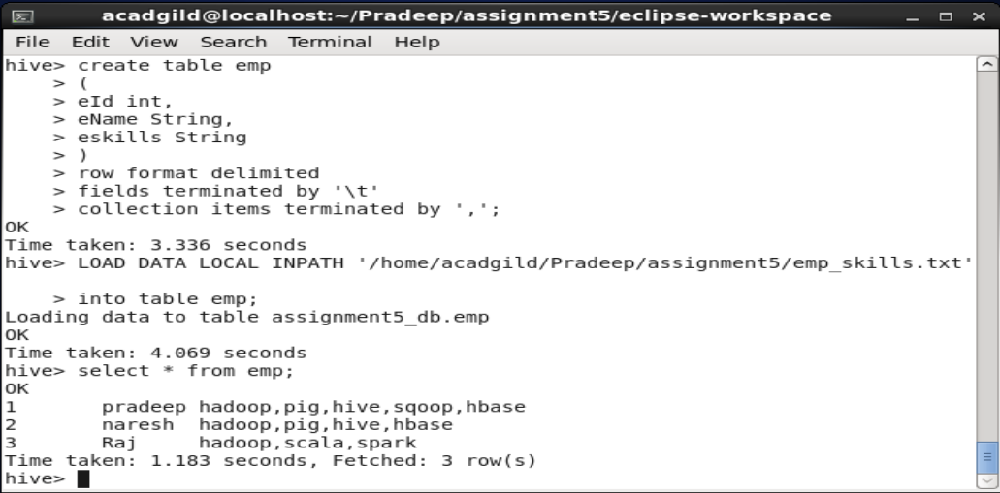 acadgild@localhost:~/Pradeep/assignment5/eclipse-workspace
File Edit View Search Terminal Help
hive> create table emp
    > (
    > eId int,
    > eName String,
    > eskills String
    > )
    > row format delimited
    > fields terminated by '\t'
    > collection items terminated by ',';
OK
Time taken: 3.336 seconds
hive> LOAD DATA LOCAL INPATH '/home/acadgild/Pradeep/assignment5/emp_skills.txt'
    > into table emp;
Loading data to table assignment5_db.emp
OK
Time taken: 4.069 seconds
hive> select * from emp;
OK
1       pradeep hadoop,pig,hive,sqoop,hbase
2       naresh  hadoop,pig,hive,hbase
3       Raj     hadoop,scala,spark
Time taken: 1.183 seconds, Fetched: 3 row(s)
hive>